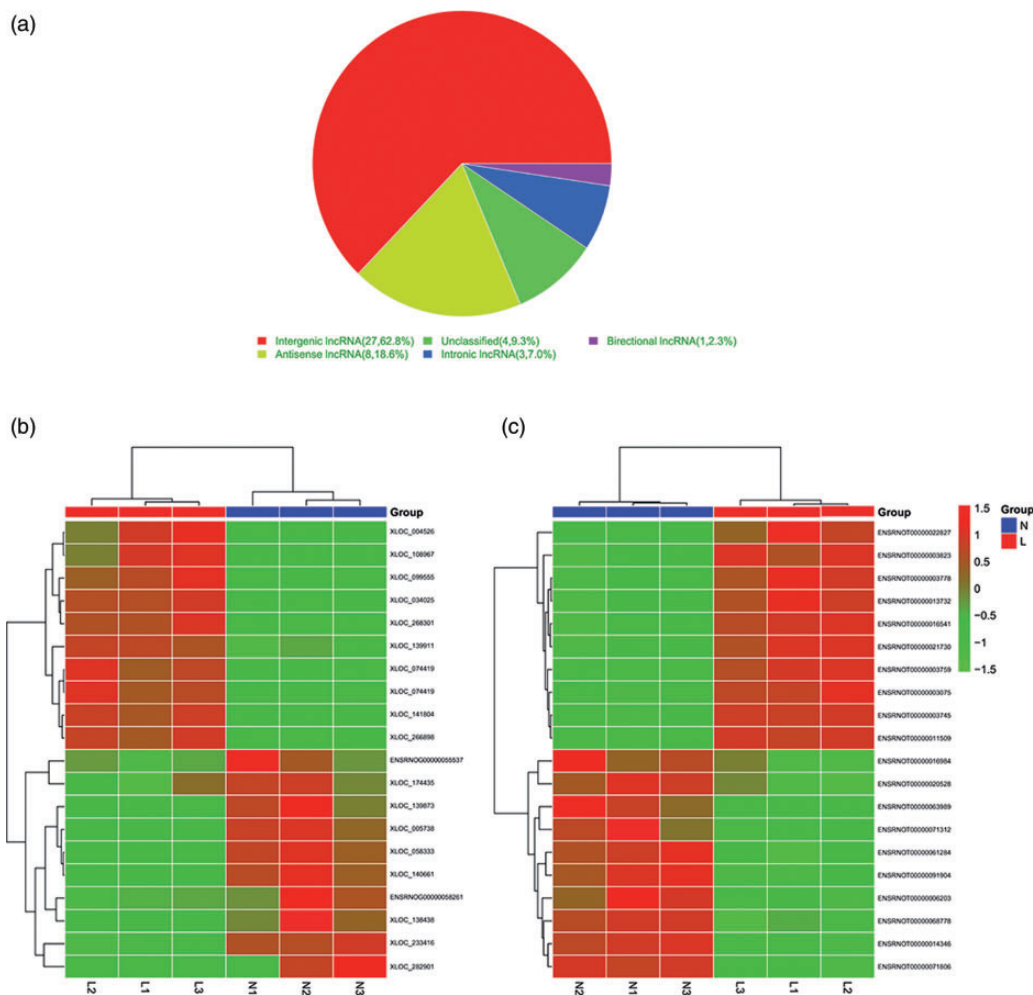 (a)
Intergenic lncRNA(27,62.8%) Unclassified(4,9.3%) Birectional lncRNA(1,2.3%)
Antisense lncRNA(8,18.6%) Intronic lncRNA(3,7.0%)
(b)
Group
XLOC_004526
XLOC_108967
XLOC_099555
XLOC_034025
XLOC_268301
XLOC_139911
XLOC_074419
XLOC_074419
XLOC_141804
XLOC_266898
ENSRNOG00000055537
XLOC_174435
XLOC_139873
XLOC_005738
XLOC_058333
XLOC_140661
ENSRNOG00000058261
XLOC_138438
XLOC_233416
XLOC_282901
L2 L1 L3 N1 N2 N3
(c)
Group
ENSRNOT00000022827
ENSRNOT00000003823
ENSRNOT00000003778
ENSRNOT00000013732
ENSRNOT00000016541
ENSRNOT00000021730
ENSRNOT00000003759
ENSRNOT00000003075
ENSRNOT00000003745
ENSRNOT00000011509
ENSRNOT00000016984
ENSRNOT00000020528
ENSRNOT00000063989
ENSRNOT00000071312
ENSRNOT00000061284
ENSRNOT00000091904
ENSRNOT00000006203
ENSRNOT00000068778
ENSRNOT00000014346
ENSRNOT00000071806
N2 N1 N3 L3 L1 L2
1.5
1
0.5
0
−0.5
−1
−1.5
Group
N
L